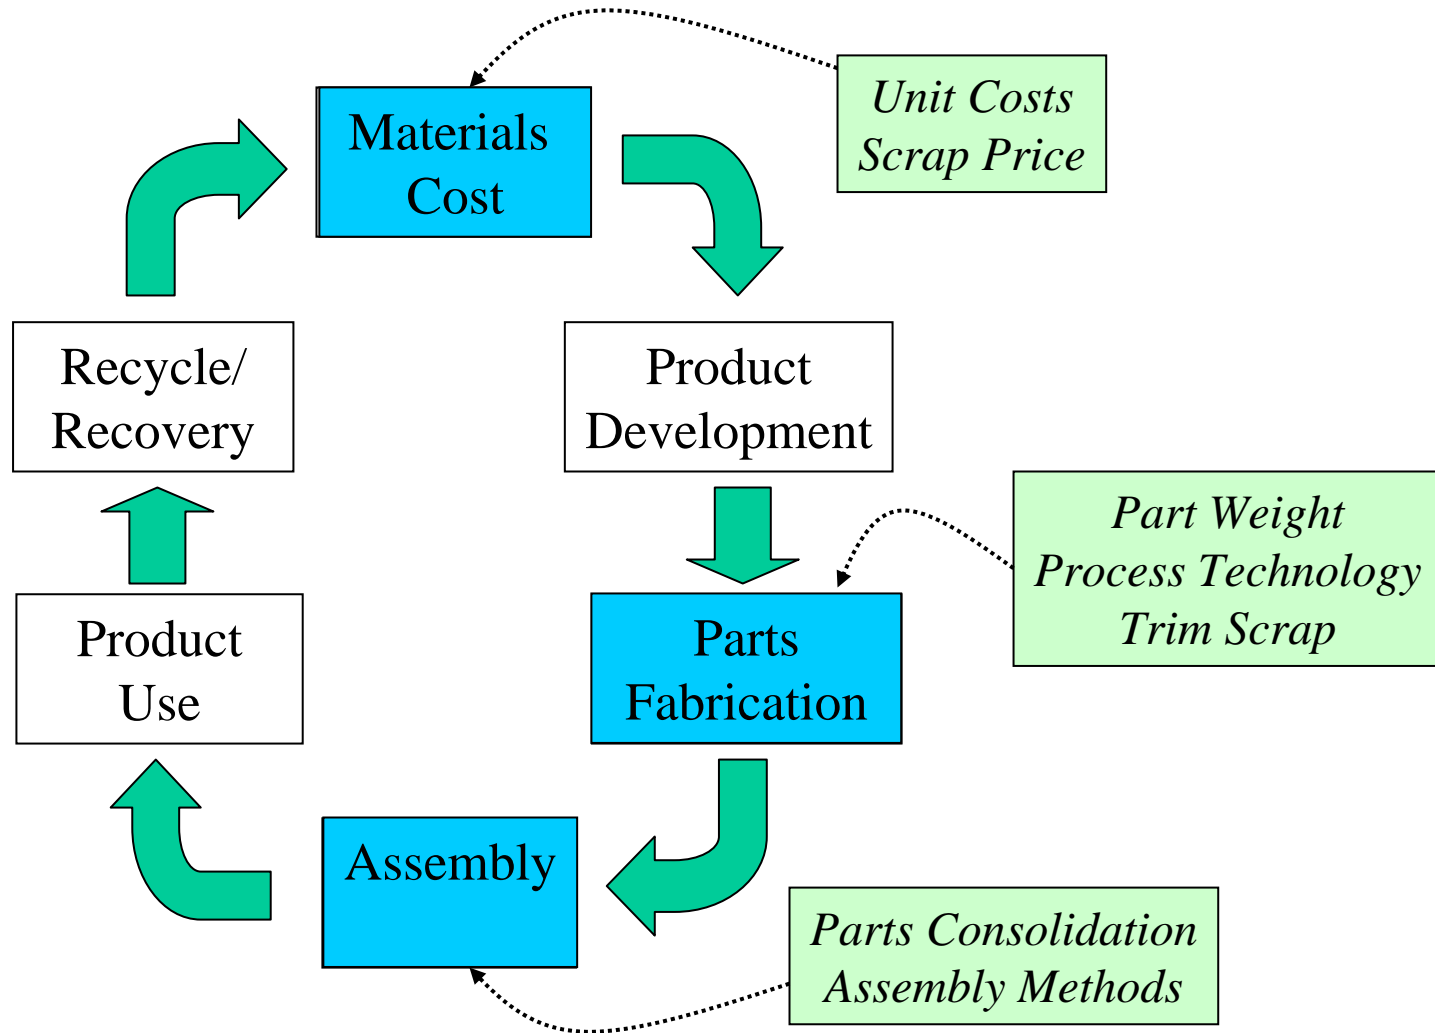 Materials
Cost
Unit Costs
Scrap Price
Recycle/
Recovery
Product
Development
Part Weight
Process Technology
Trim Scrap
Product
Use
Parts
Fabrication
Assembly
Parts Consolidation
Assembly Methods